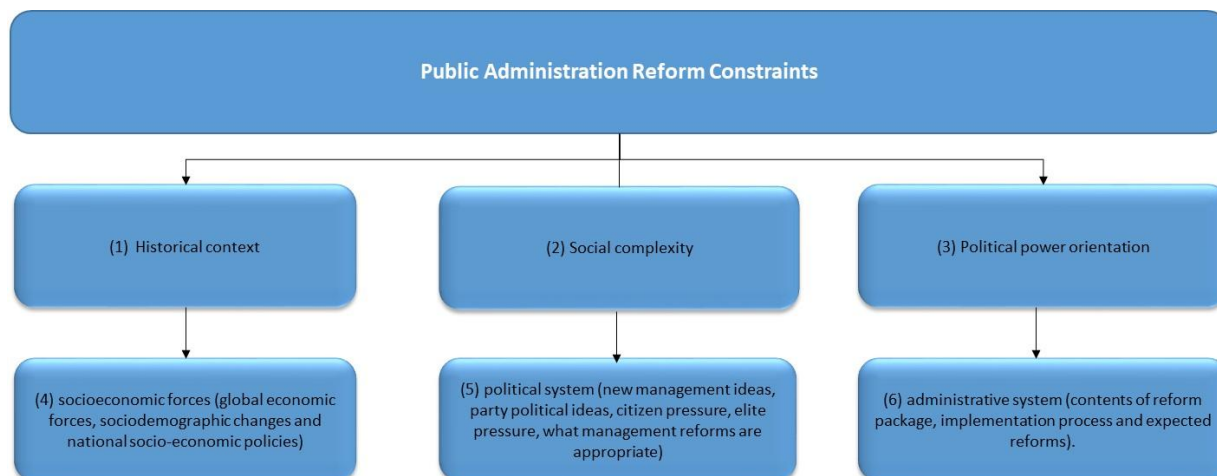 Public Administration Reform Constraints
(1) Historical context
(2) Social complexity
(3) Political power orientation
(4) socioeconomic forces (global economic
forces, sociodemographic changes and
national socio-economic policies)
(5) political system (new management ideas,
party political ideas, citizen pressure, elite
pressure, what management reforms are
appropriate)
(6) administrative system (contents of reform
package, implementation process and expected
reforms).